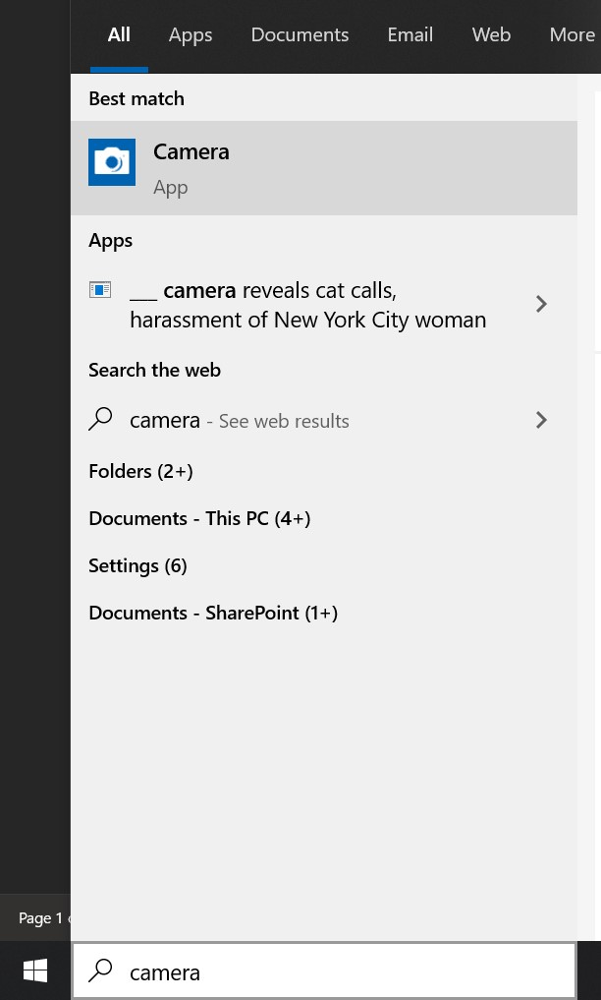 All Apps Documents Email Web More
Best match
Camera
App
Apps
___ camera reveals cat calls,
harassment of New York City woman
Search the web
camera - See web results
Folders (2+)
Documents - This PC (4+)
Settings (6)
Documents - SharePoint (1+)
Page 1
camera